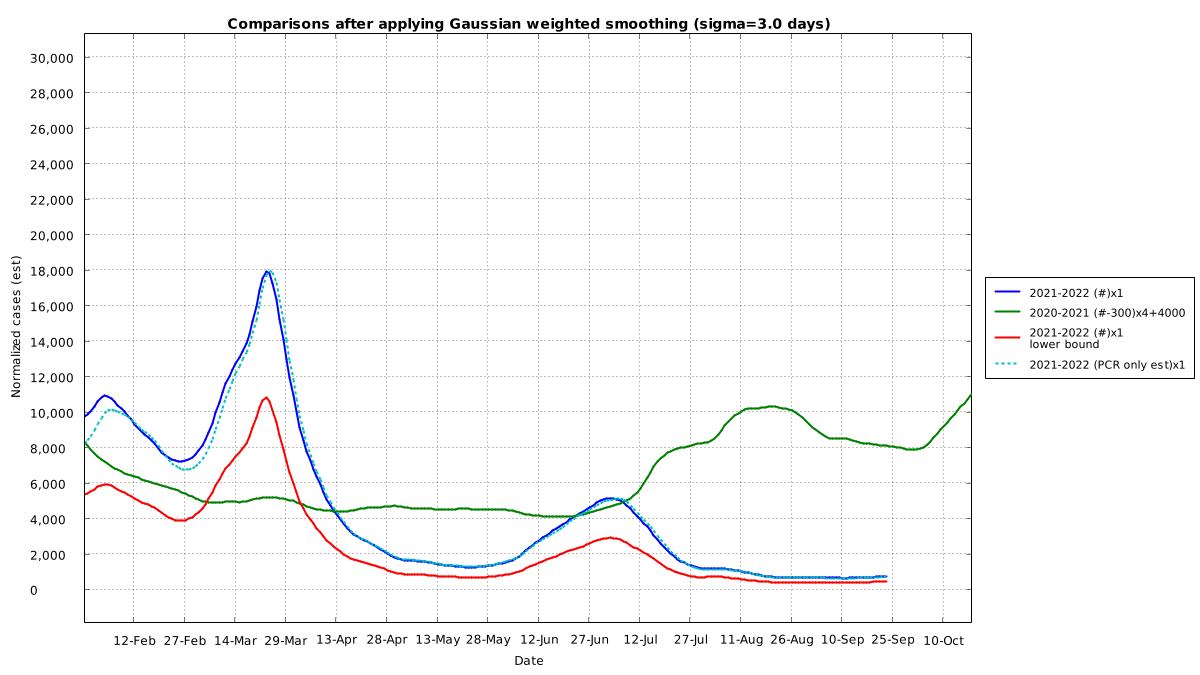 Comparisons after applying Gaussian weighted smoothing (sigma=3.0 days)
Normalized cases (est)
30,000
28,000
26,000
24,000
22,000
20,000
18,000
16,000
14,000
12,000
10,000
8,000
6,000
4,000
2,000
0
12-Feb 27-Feb 14-Mar 29-Mar 13-Apr 28-Apr 13-May 28-May 12-Jun 27-Jun 12-Jul 27-Jul 11-Aug 26-Aug 10-Sep 25-Sep 10-Oct
Date
2021-2022 (#)x1
2020-2021 (#-300)x4+4000
2021-2022 (#)x1
lower bound
2021-2022 (PCR only est)x1